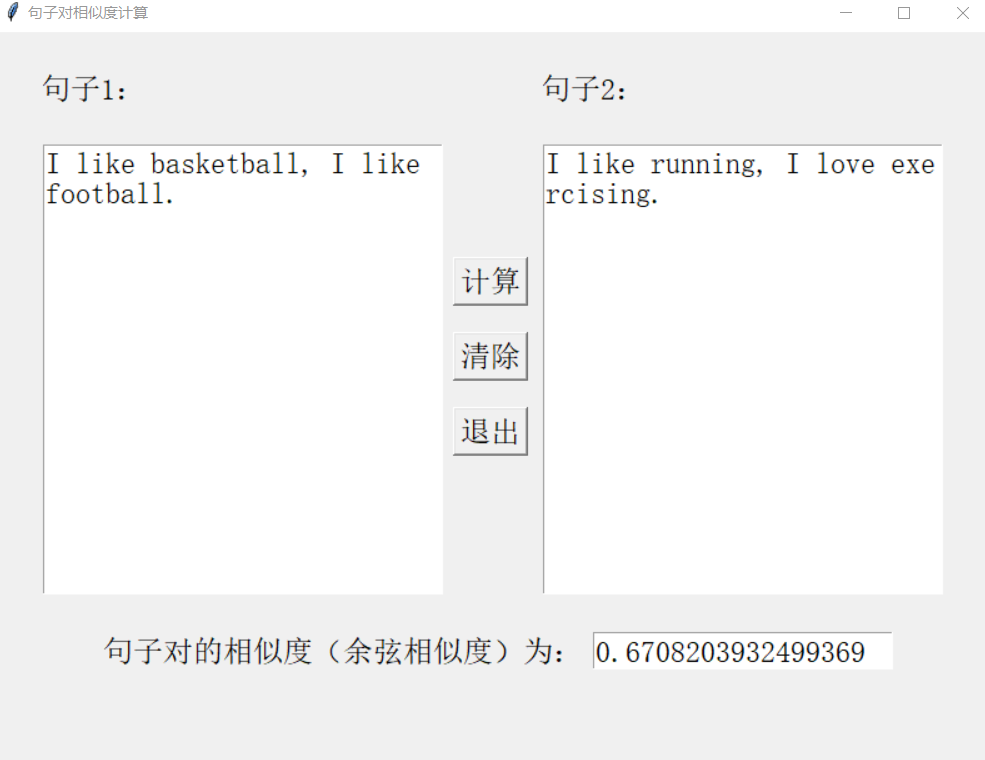 句子对相似度计算
句子1：
句子2：
I like basketball, I like
football.
I like running, I love exe
rcising.
计算
清除
退出
句子对的相似度（余弦相似度）为：
0.6708203932499369